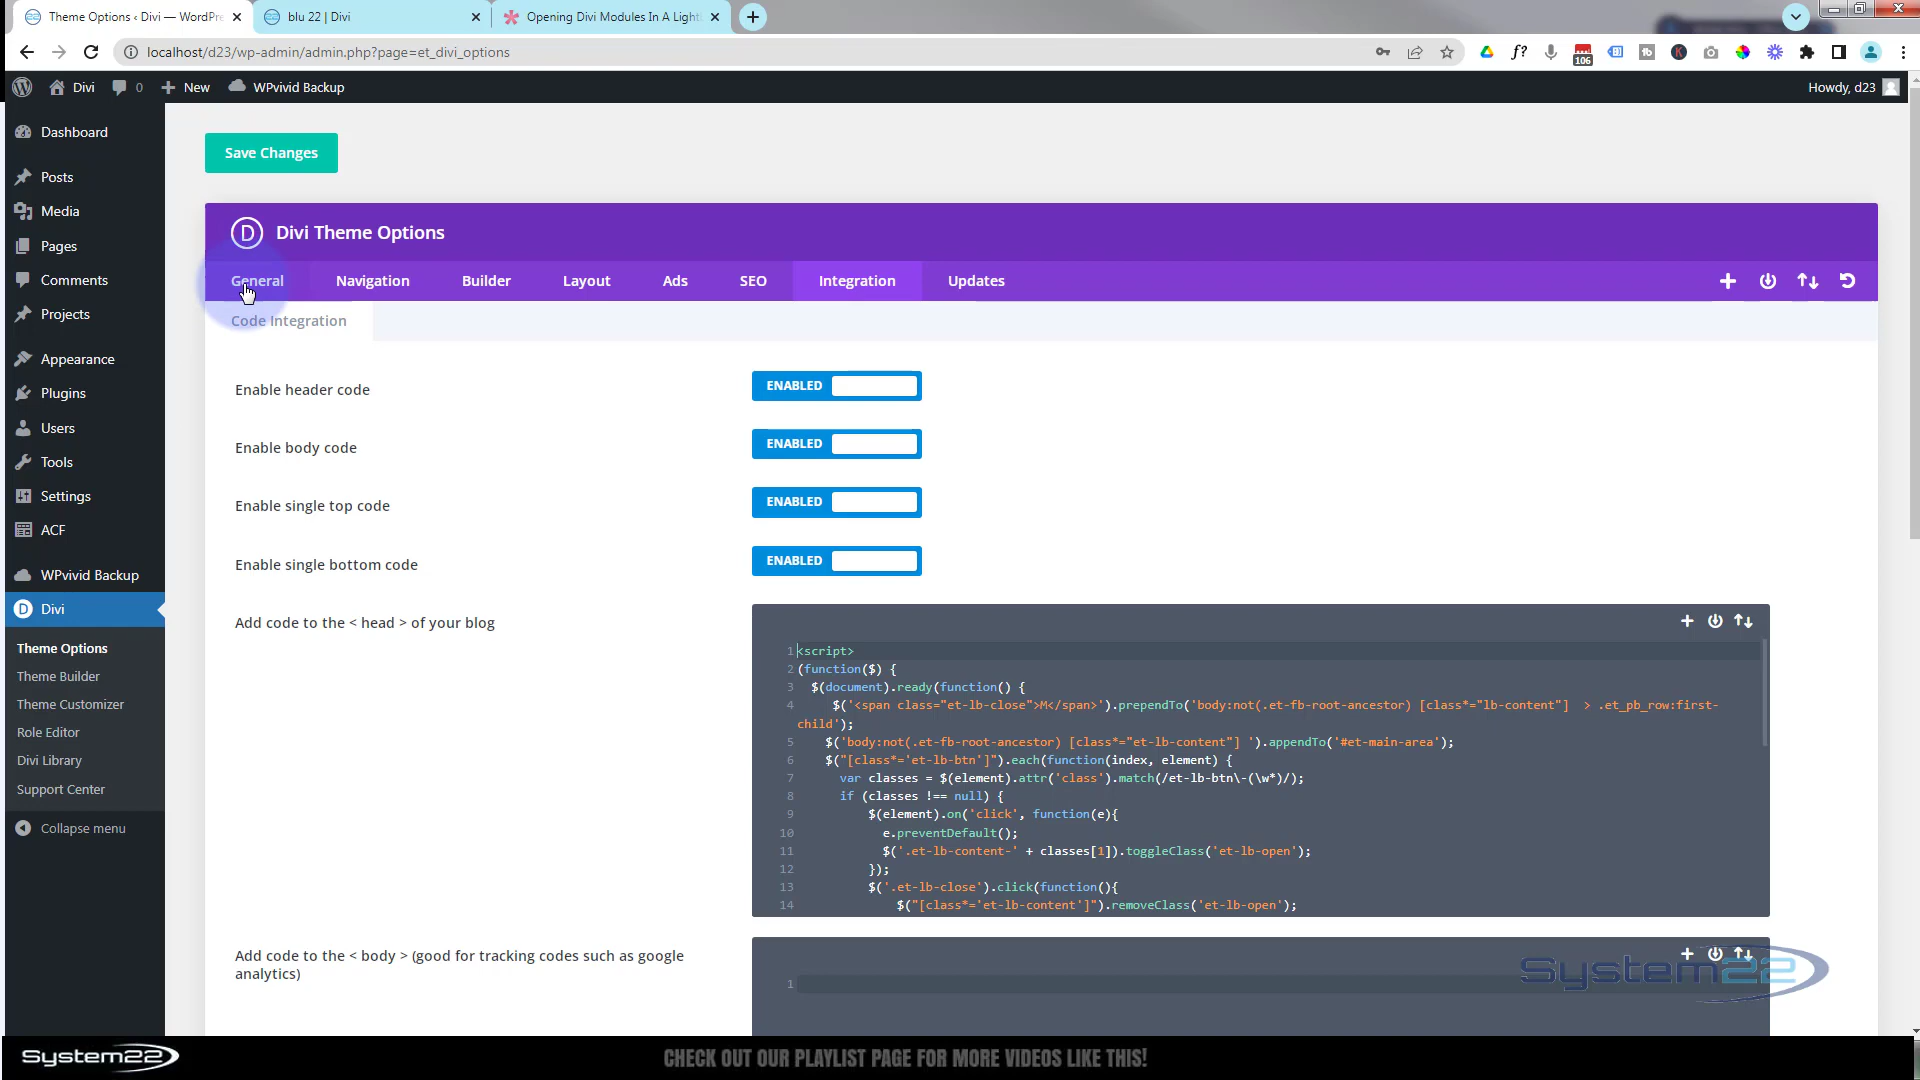 Theme Options ‹ Divi — WordPre
blu 22 | Divi
Opening Divi Modules In A Light
localhost/d23/wp-admin/admin.php?page=et_divi_options
106
Divi
0
New
WPvivid Backup
Howdy, d23
Dashboard
Posts
Media
Pages
Comments
Projects
Appearance
Plugins
Users
Tools
Settings
ACF
WPvivid Backup
Divi
Theme Options
Theme Builder
Theme Customizer
Role Editor
Divi Library
Support Center
Collapse menu
Save Changes
D Divi Theme Options
General
Navigation
Builder
Layout
Ads
SEO
Integration
Updates
Code Integration
Enable header code
ENABLED
Enable body code
ENABLED
Enable single top code
ENABLED
Enable single bottom code
ENABLED
Add code to the < head > of your blog
1 <script>
2 (function($) {
3 $(document).ready(function() {
4 $('<span class="et-lb-close">M</span>').prependTo('body:not(.et-fb-root-ancestor) [class*="lb-content"]  > .et_pb_row:first-
child');
5 $('body:not(.et-fb-root-ancestor) [class*="et-lb-content"] ').appendTo('#et-main-area');
6 $("[class*='et-lb-btn']").each(function(index, element) {
7 var classes = $(element).attr('class').match(/et-lb-btn\-(\w*)/);
8 if (classes !== null) {
9 $(element).on('click', function(e){
10 e.preventDefault();
11 $('.et-lb-content-' + classes[1]).toggleClass('et-lb-open');
12 });
13 $('.et-lb-close').click(function(){
14 $("[class*='et-lb-content']").removeClass('et-lb-open');
Add code to the < body > (good for tracking codes such as google
analytics)
1
System22
System22
CHECK OUT OUR PLAYLIST PAGE FOR MORE VIDEOS LIKE THIS!